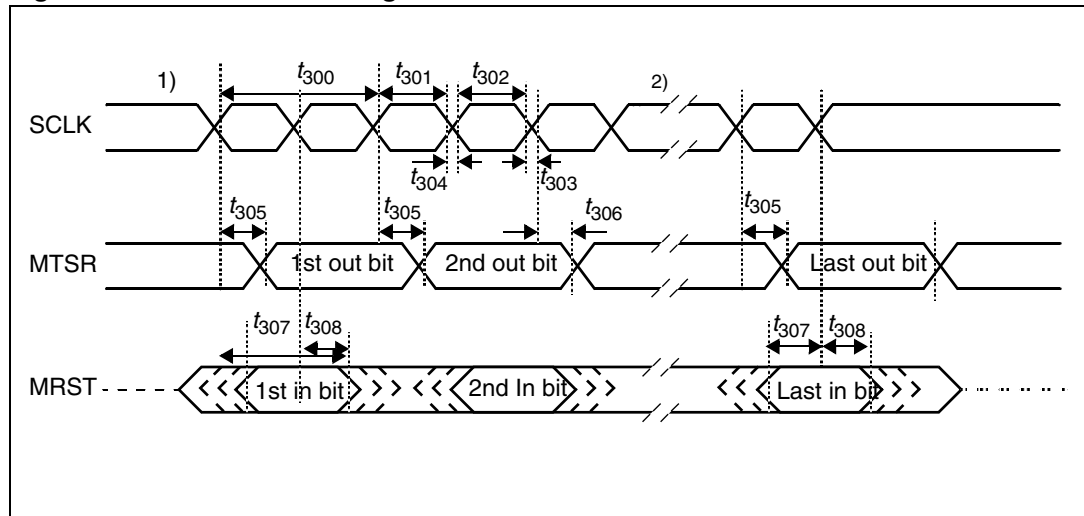 1)
t300
t301
t302
2)
SCLK
t304
t303
t305
t305
t306
t305
MTSR
1st out bit
2nd out bit
Last out bit
t307
t308
t307
t308
MRST
1st in bit
2nd In bit
Last in bit